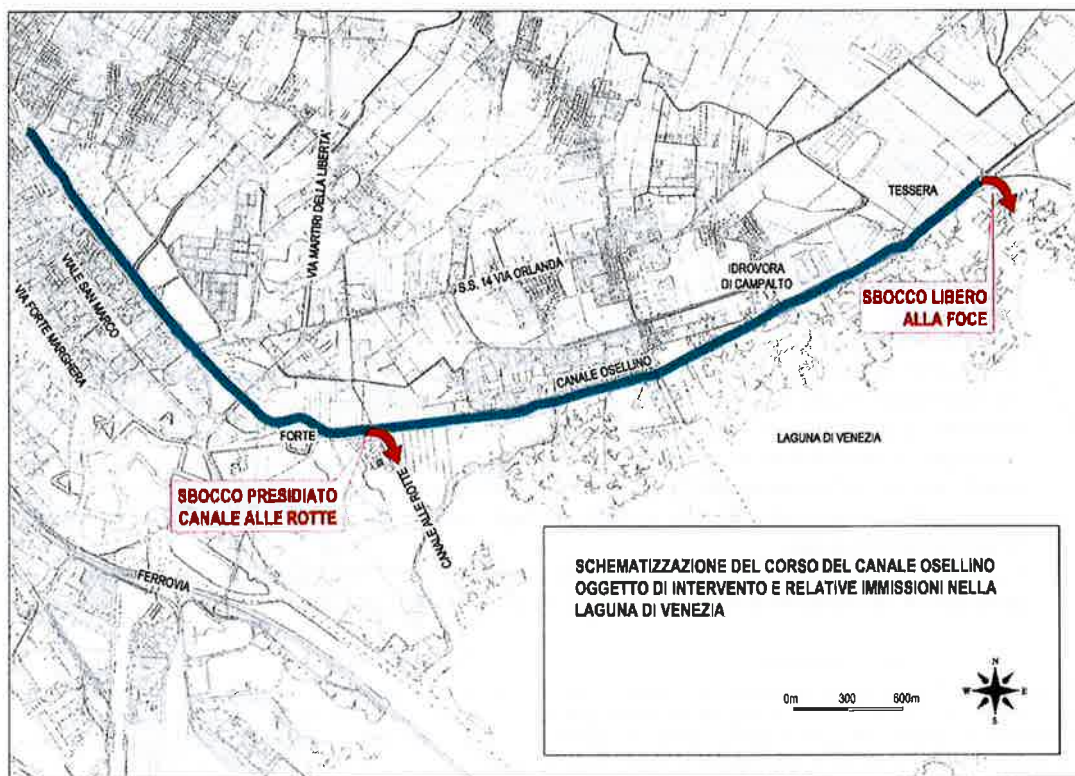 VIA MARTIRI DELLA LIBERTA'
TESSERA
VIALE SAN MARCO
VIA FORTE MARGHERA
S.S. 14 VIA ORLANDA
IDROVORA
DI CAMPALTO
SBOCCO LIBERO
ALLA FOCE
CANALE OSELLINO
FORTE
LAGUNA DI VENEZIA
SBOCCO PRESIDIATO
CANALE ALLE ROTTE
CANALE ALLE ROTTE
FERROVIA
SCHEMATIZZAZIONE DEL CORSO DEL CANALE OSELLINO
OGGETTO DI INTERVENTO E RELATIVE IMMISSIONI NELLA
LAGUNA DI VENEZIA
0m 300 600m
N
W E
S